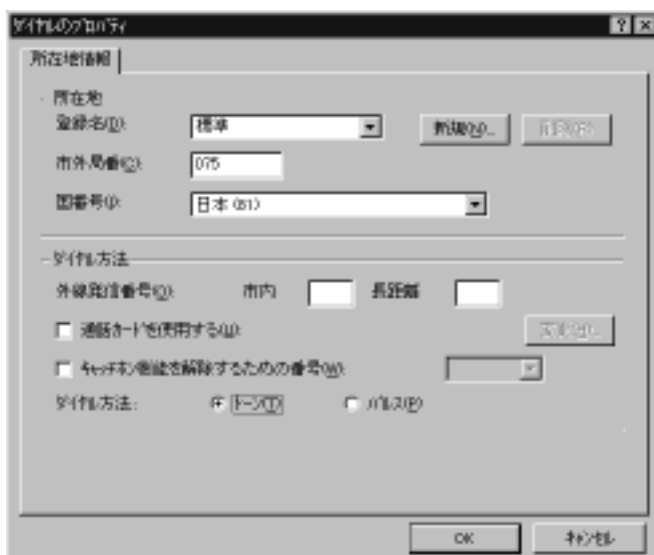 ダイヤルのプロパティ
所在地情報
所在地
登録名(D): 標準 新規(N)... 削除(R)
市外局番(C): 075
国番号(I): 日本 (81)
ダイヤル方法
外線発信番号(O): 市内 長距離
通話カードを使用する(U):
キャッチホン機能を解除するための番号(W):
ダイヤル方法: トーン(T) パルス(P)
OK キャンセル